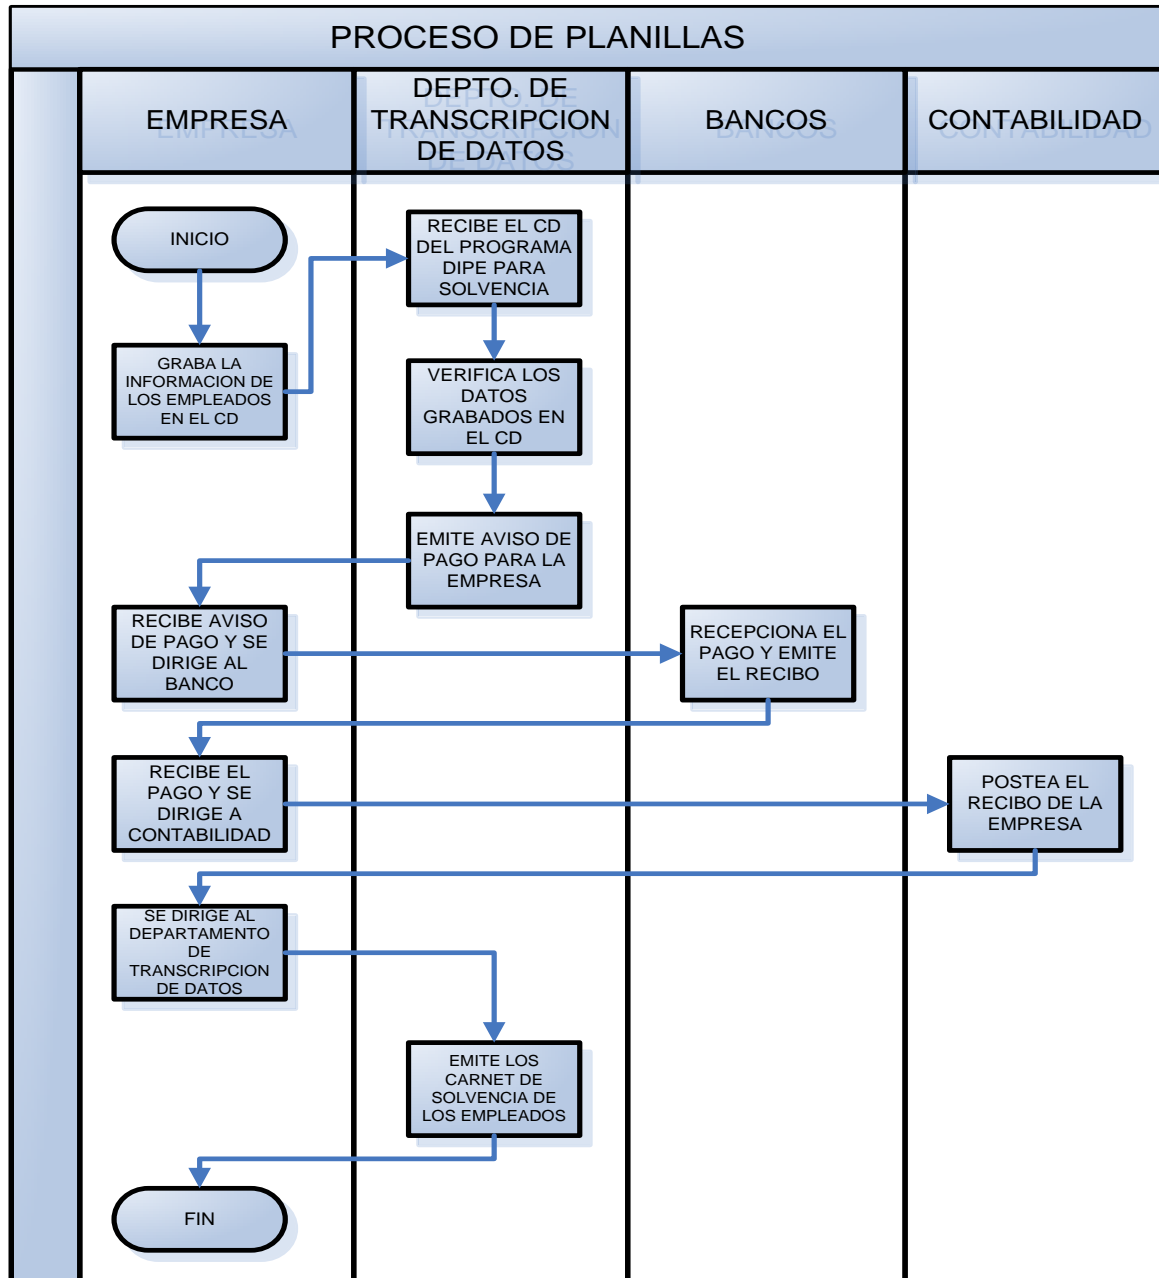 PROCESO DE PLANILLAS
EMPRESA
DEPTO. DE
TRANSCRIPCION
DE DATOS
BANCOS
CONTABILIDAD
INICIO
RECIBE EL CD
DEL PROGRAMA
DIPE PARA
SOLVENCIA
GRABA LA
INFORMACION DE
LOS EMPLEADOS
EN EL CD
VERIFICA LOS
DATOS
GRABADOS EN
EL CD
EMITE AVISO DE
PAGO PARA LA
EMPRESA
RECIBE AVISO
DE PAGO Y SE
DIRIGE AL
BANCO
RECEPCIONA EL
PAGO Y EMITE
EL RECIBO
RECIBE EL
PAGO Y SE
DIRIGE A
CONTABILIDAD
POSTEA EL
RECIBO DE LA
EMPRESA
SE DIRIGE AL
DEPARTAMENTO
DE
TRANSCRIPCION
DE DATOS
EMITE LOS
CARNET DE
SOLVENCIA DE
LOS EMPLEADOS
FIN